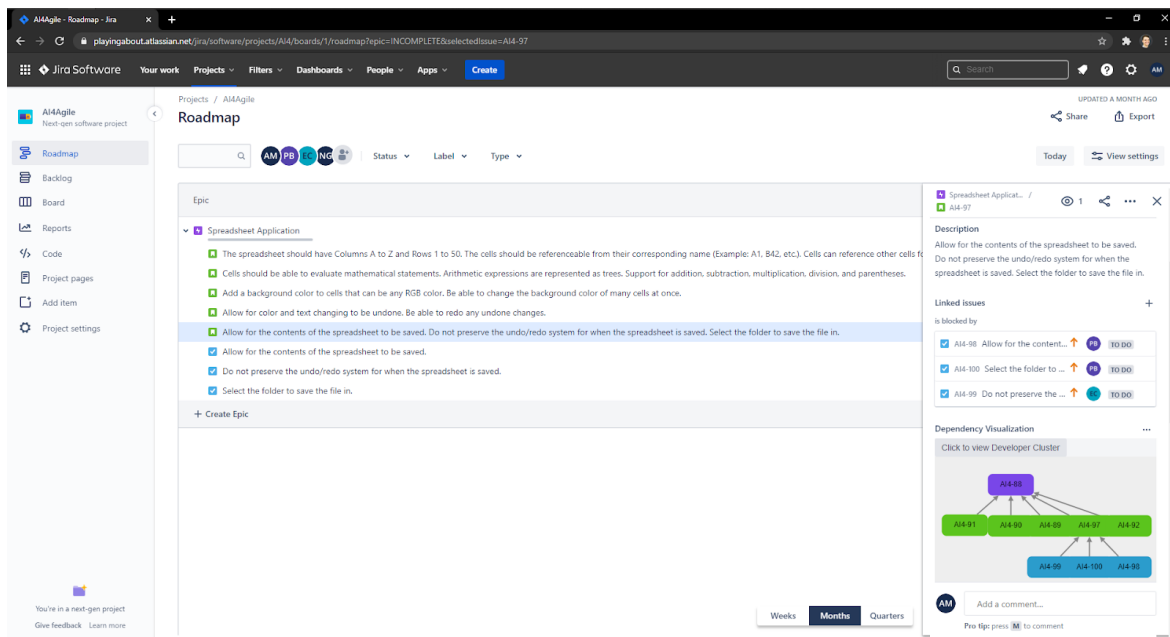 AI4Agile - Roadmap - Jira
playingabout.atlassian.net/jira/software/projects/AI4/boards/1/roadmap?epic=INCOMPLETE&selectedIssue=AI4-97
Jira Software Your work Projects Filters Dashboards People Apps Create Search AM
AI4Agile
Next-gen software project
Roadmap
Backlog
Board
Reports
Code
Project pages
Add item
Project settings
You're in a next-gen project
Give feedback Learn more
Projects / AI4Agile
UPDATED A MONTH AGO
Roadmap
Share Export
AM PB EC NG Status Label Type
Today View settings
Epic
Spreadsheet Application
The spreadsheet should have Columns A to Z and Rows 1 to 50. The cells should be referenceable from their corresponding name (Example: A1, B42, etc.). Cells can reference other cells fo
Cells should be able to evaluate mathematical statements. Arithmetic expressions are represented as trees. Support for addition, subtraction, multiplication, division, and parentheses.
Add a background color to cells that can be any RGB color. Be able to change the background color of many cells at once.
Allow for color and text changing to be undone. Be able to redo any undone changes.
Allow for the contents of the spreadsheet to be saved. Do not preserve the undo/redo system for when the spreadsheet is saved. Select the folder to save the file in.
Allow for the contents of the spreadsheet to be saved.
Do not preserve the undo/redo system for when the spreadsheet is saved.
Select the folder to save the file in.
+ Create Epic
Weeks Months Quarters
Spreadsheet Applicat... /
AI4-97
1
Description
Allow for the contents of the spreadsheet to be saved.
Do not preserve the undo/redo system for when the
spreadsheet is saved. Select the folder to save the file in.
Linked issues
is blocked by
AI4-98 Allow for the content... PB TO DO
AI4-100 Select the folder to ... PB TO DO
AI4-99 Do not preserve the ... EC TO DO
Dependency Visualization
Click to view Developer Cluster
AI4-88
AI4-91 AI4-90 AI4-89 AI4-97 AI4-92
AI4-99 AI4-100 AI4-98
AM Add a comment...
Pro tip: press M to comment